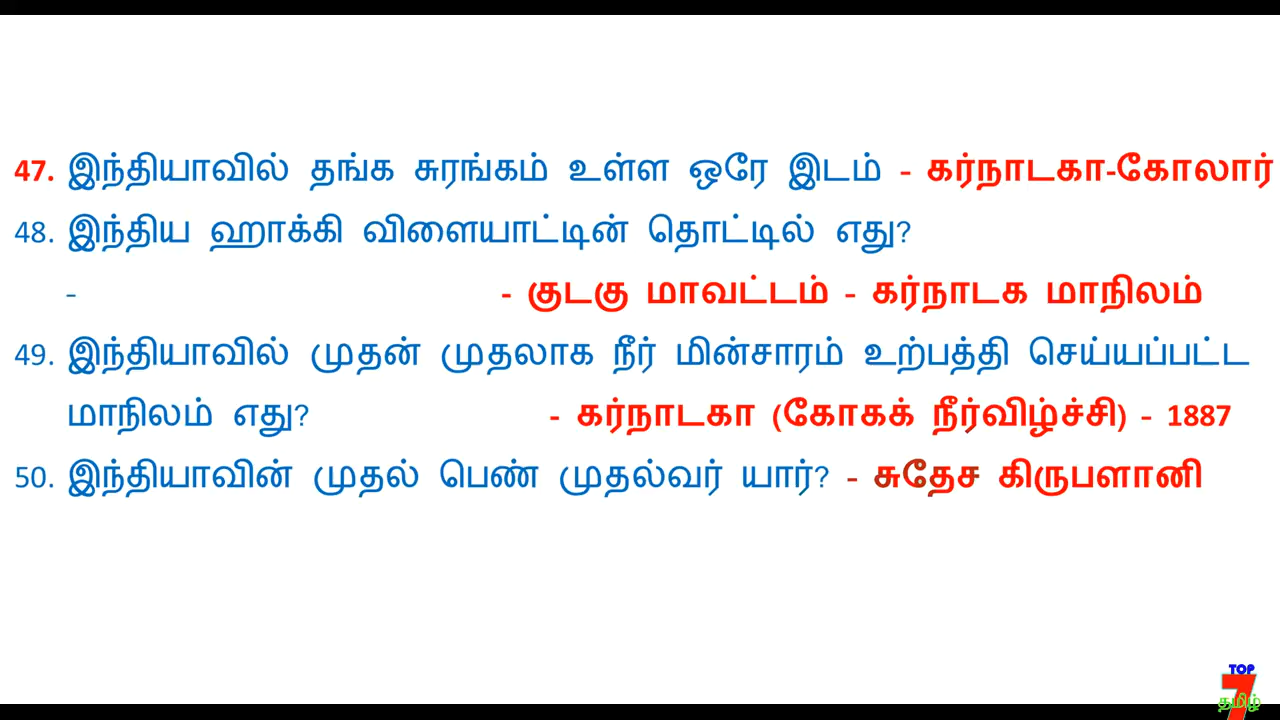 47. இந்தியாவில் தங்க சுரங்கம் உள்ள ஒரே இடம் - கர்நாடகா-கோலார்
48. இந்திய ஹாக்கி விளையாட்டின் தொட்டில் எது?
- - குடகு மாவட்டம் - கர்நாடக மாநிலம்
49. இந்தியாவில் முதன் முதலாக நீர் மின்சாரம் உற்பத்தி செய்யப்பட்ட
மாநிலம் எது? - கர்நாடகா (கோகக் நீர்விழ்ச்சி) - 1887
50. இந்தியாவின் முதல் பெண் முதல்வர் யார்? - சுதேச கிருபளானி
TOP
7
தமிழ்